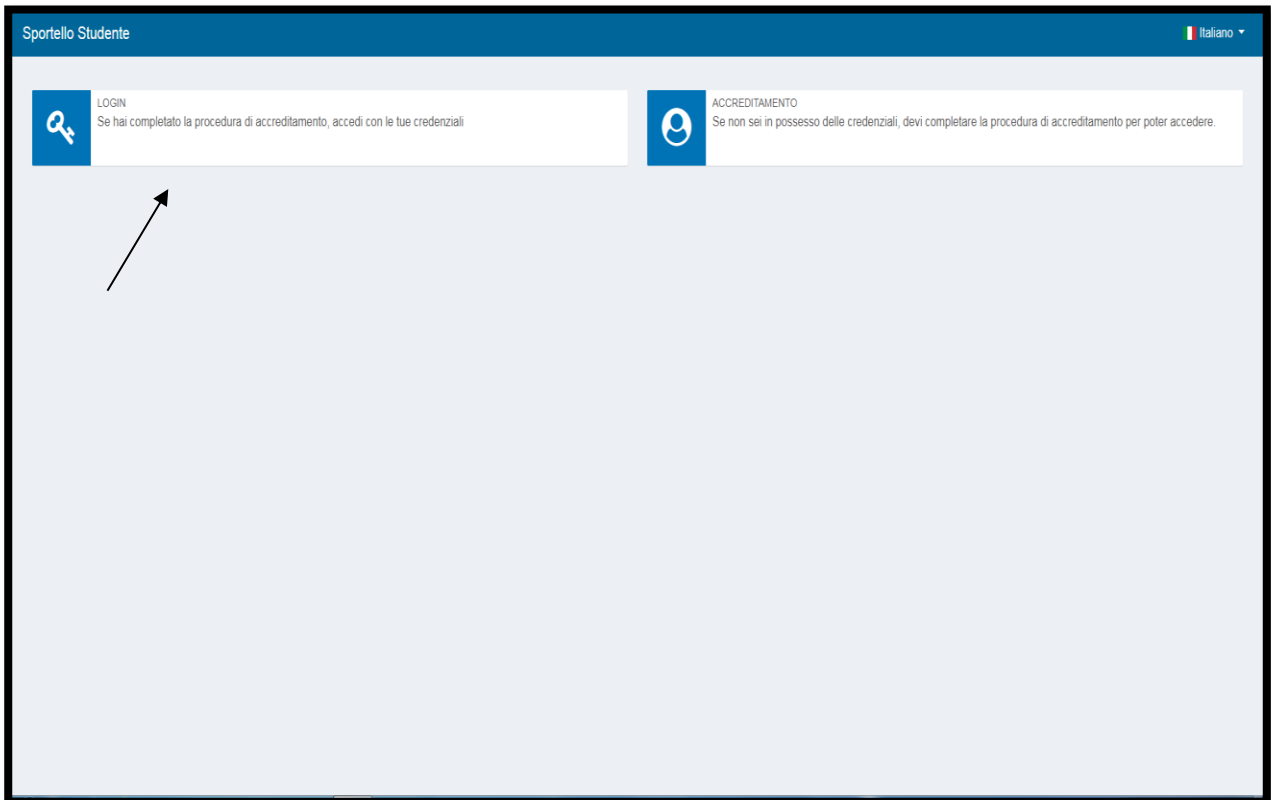 Sportello Studente
Italiano
LOGIN
Se hai completato la procedura di accreditamento, accedi con le tue credenziali
ACCREDITAMENTO
Se non sei in possesso delle credenziali, devi completare la procedura di accreditamento per poter accedere.